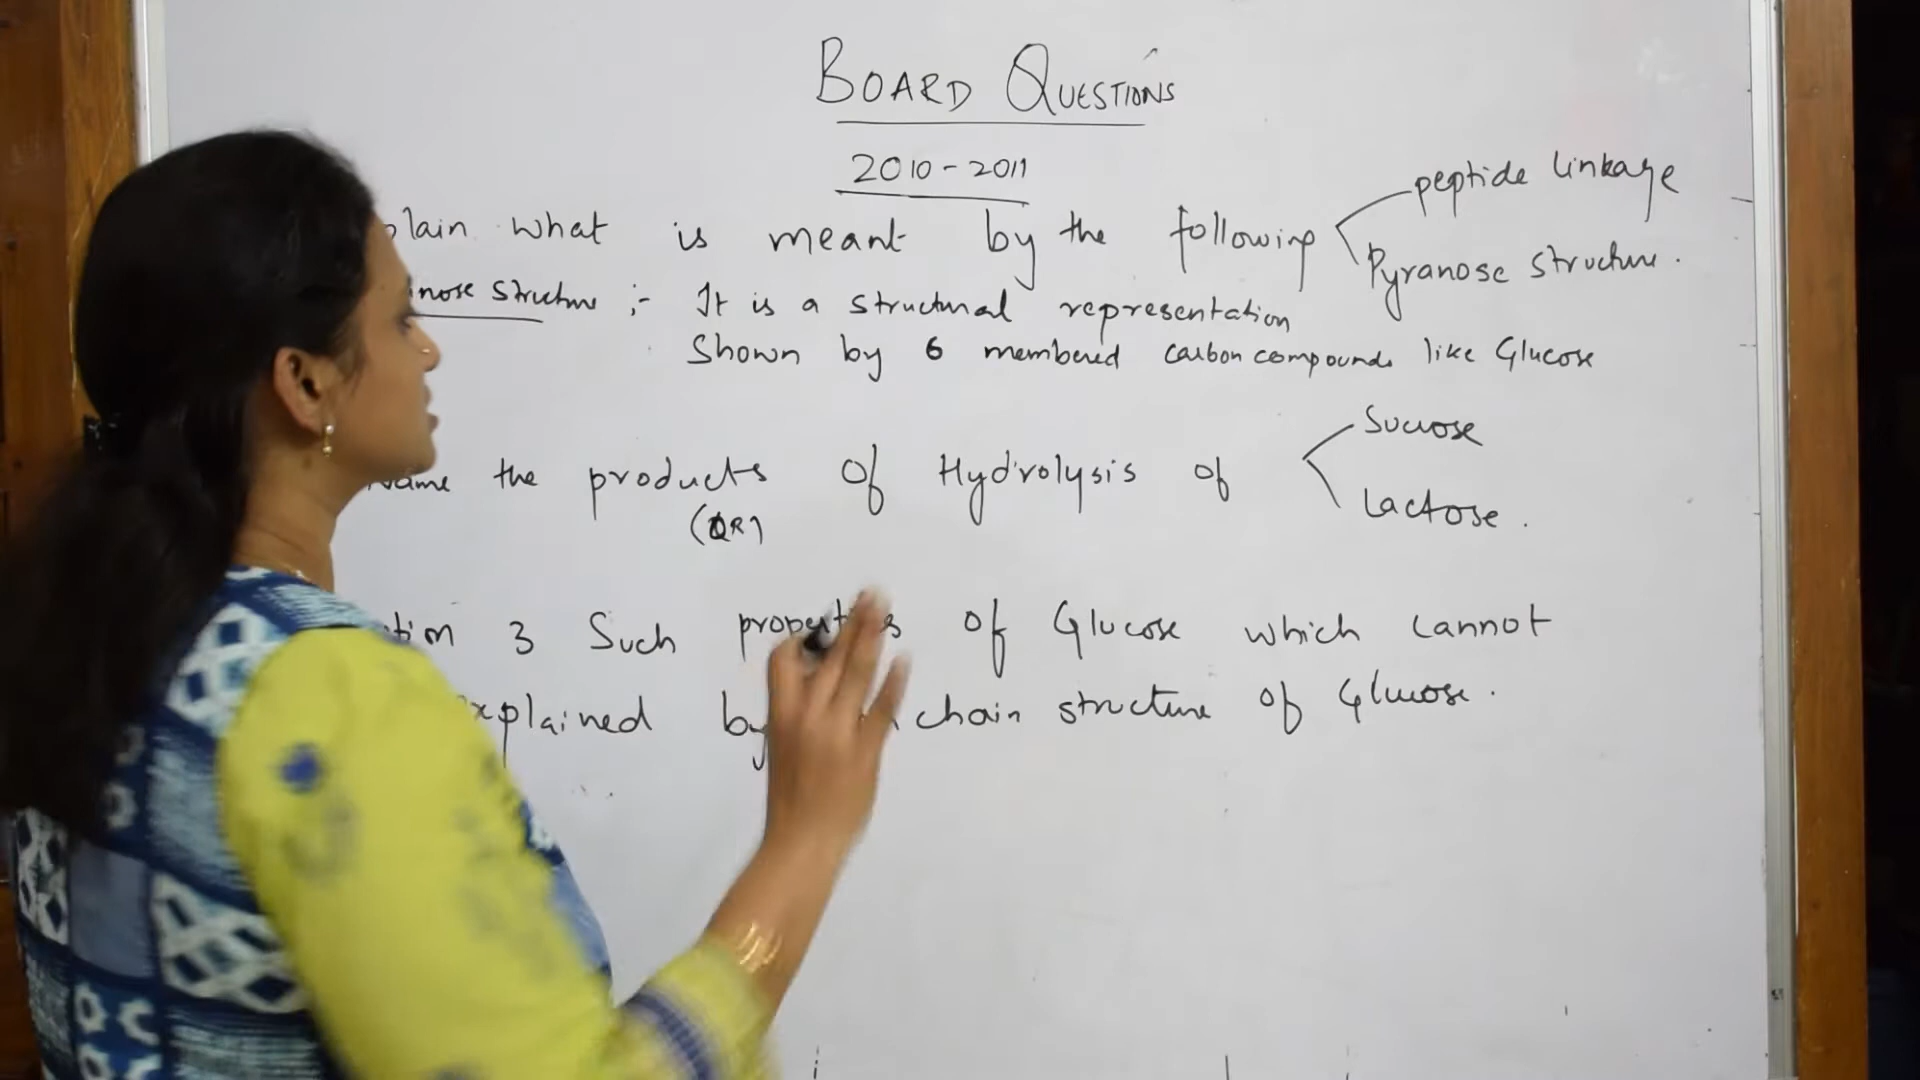 BOARD QUESTIONS
2010-2011
plain what is meant by the following
peptide linkage
Pyranose structure.
nose Structure :- It is a structural representation
Shown by 6 membered carbon compounds like Glucose
Name the products of Hydrolysis of
Sucrose
Lactose.
(OR)
tion 3 Such properties of Glucose which cannot
explained by chain structure of Glucose.